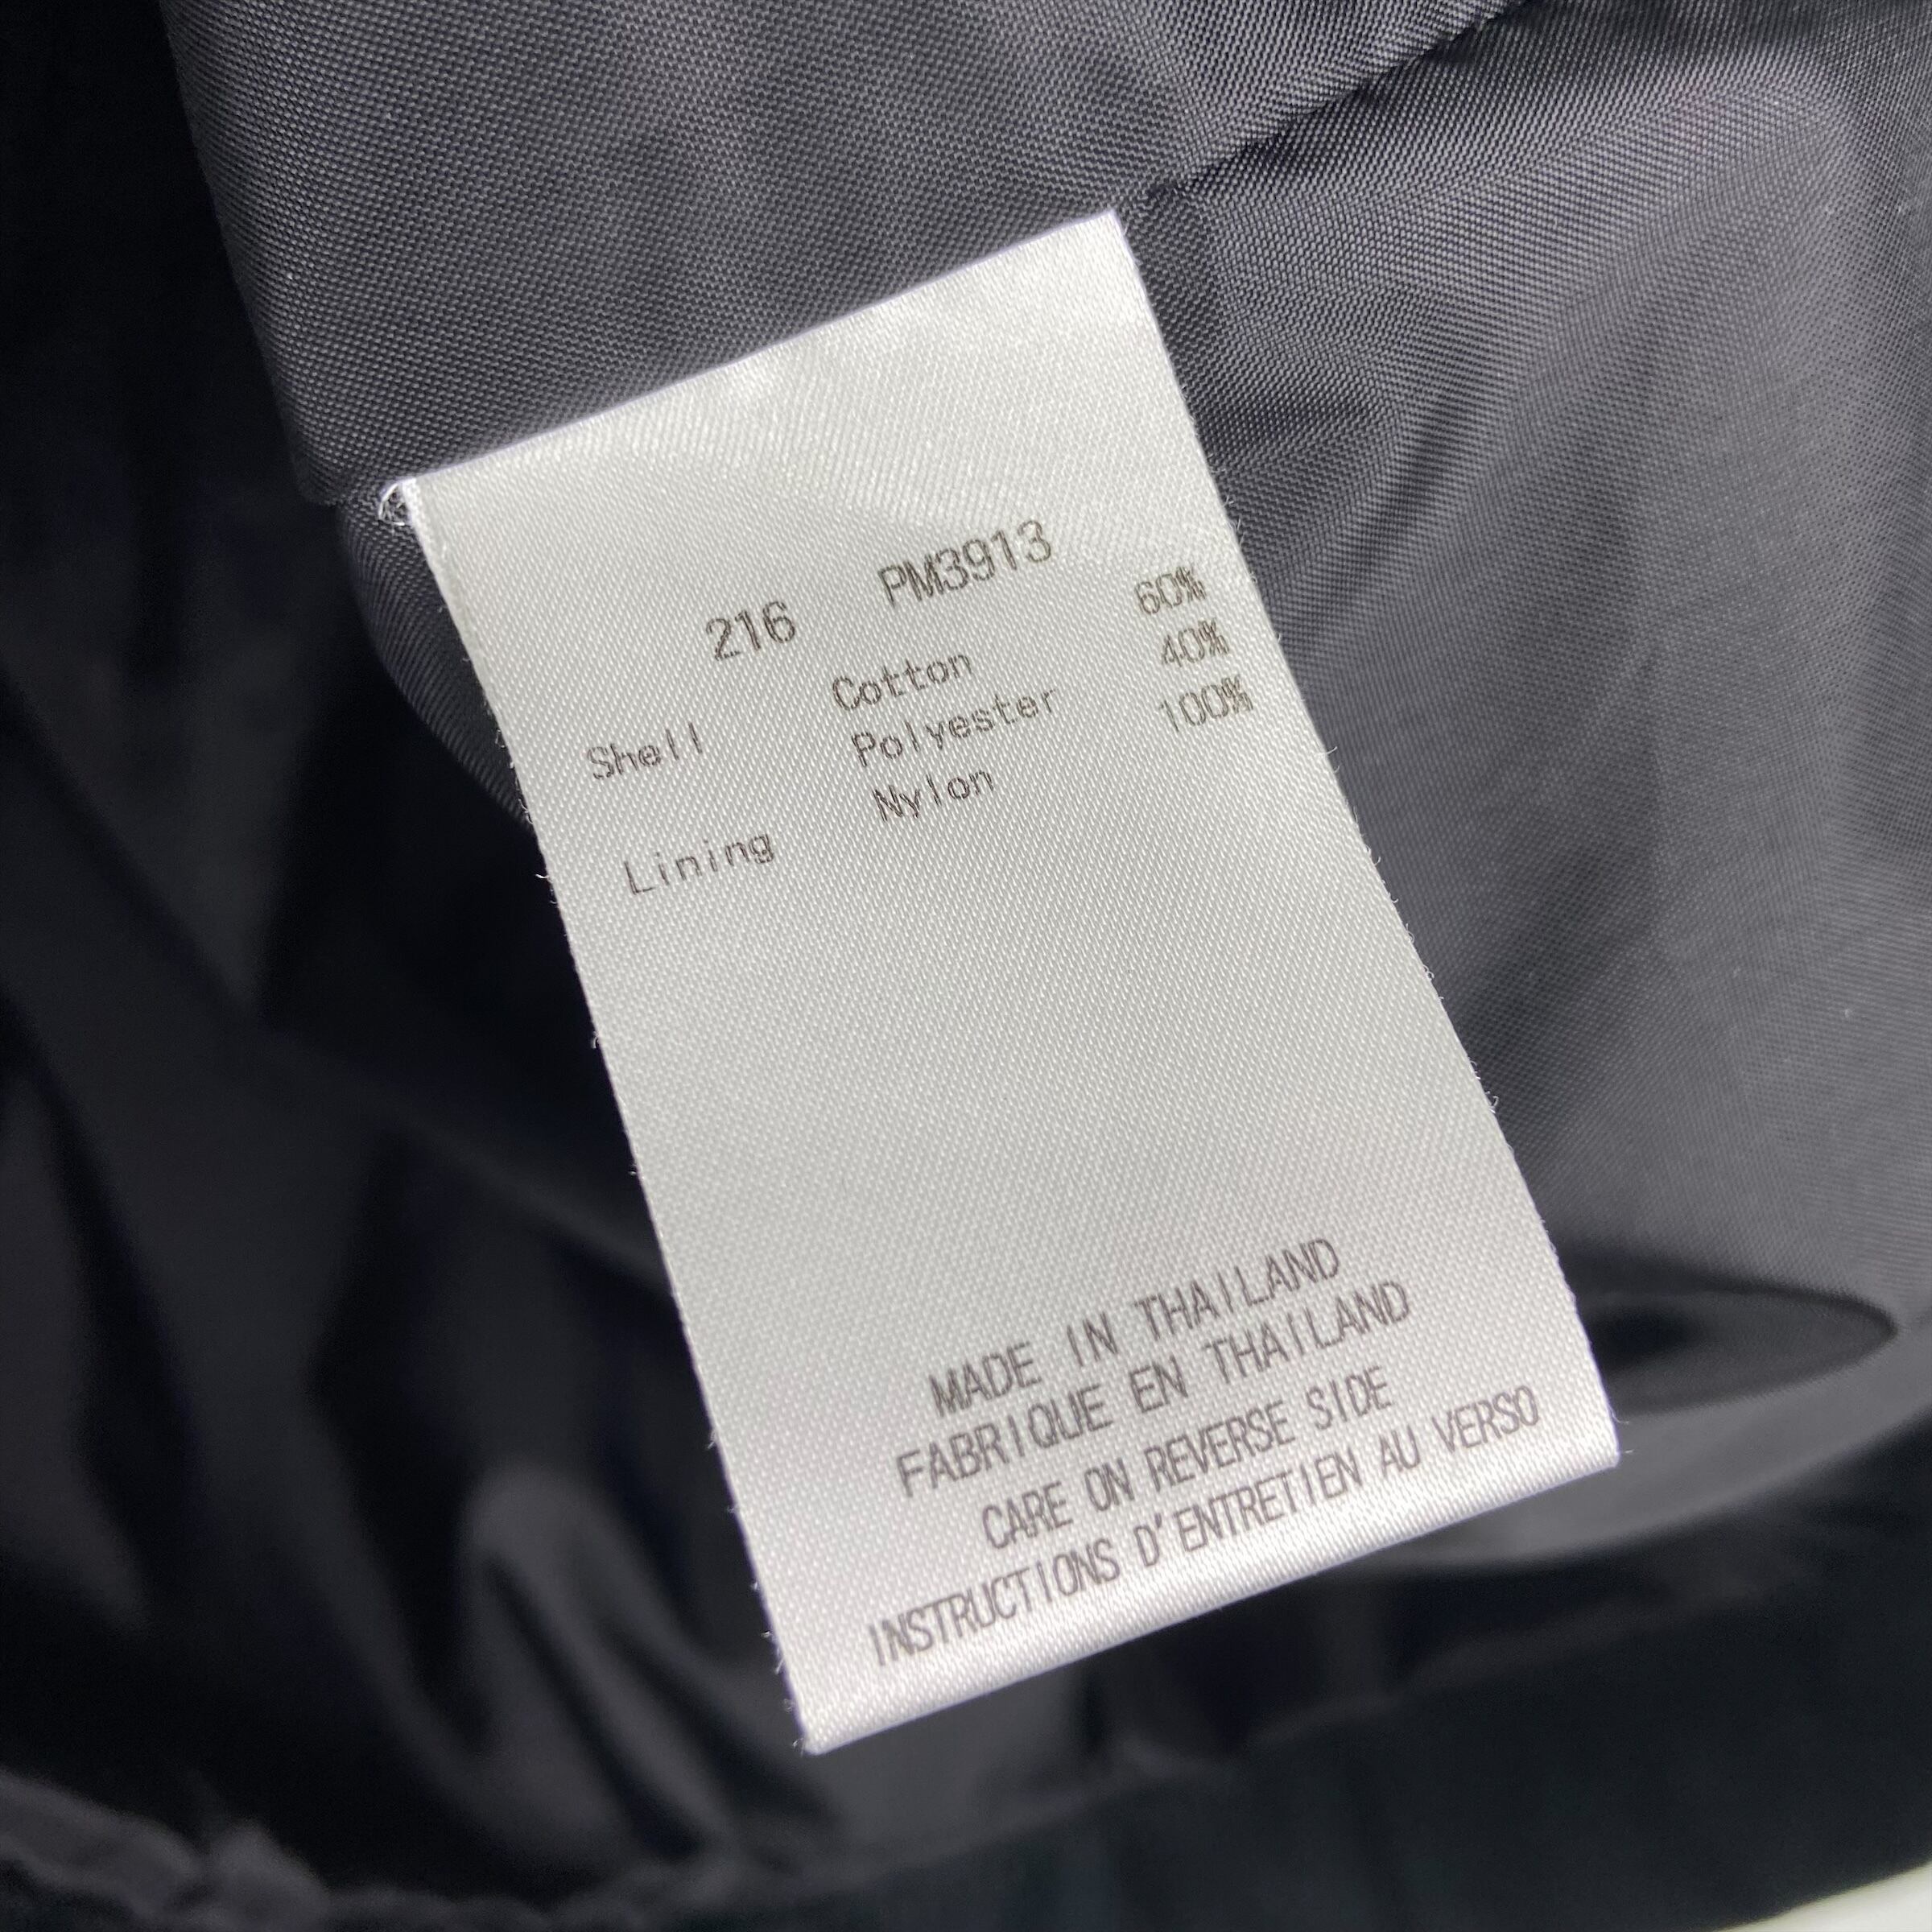 216 PM3913
Shell Cotton 60%
Polyester 40%
Lining Nylon 100%
MADE IN THAILAND
FABRIQUE EN THAILAND
CARE ON REVERSE SIDE
INSTRUCTIONS D'ENTRETIEN AU VERSO